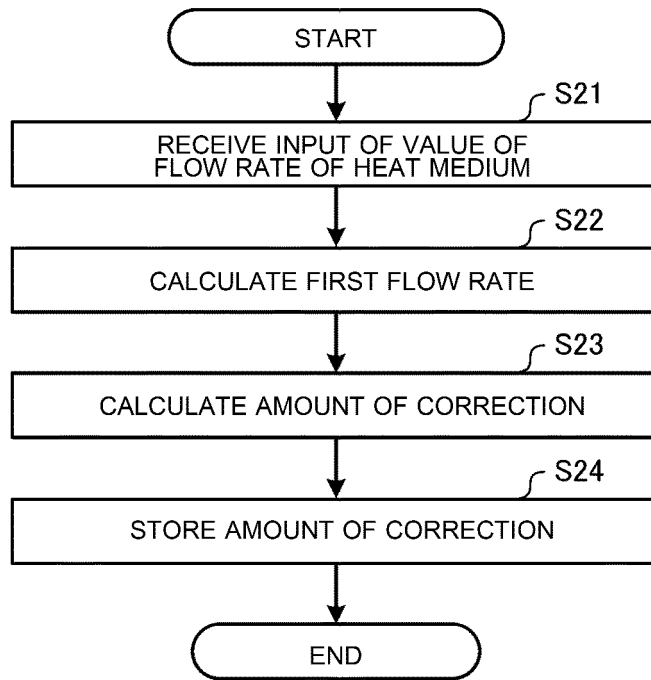 START
S21
RECEIVE INPUT OF VALUE OF
FLOW RATE OF HEAT MEDIUM
S22
CALCULATE FIRST FLOW RATE
S23
CALCULATE AMOUNT OF CORRECTION
S24
STORE AMOUNT OF CORRECTION
END